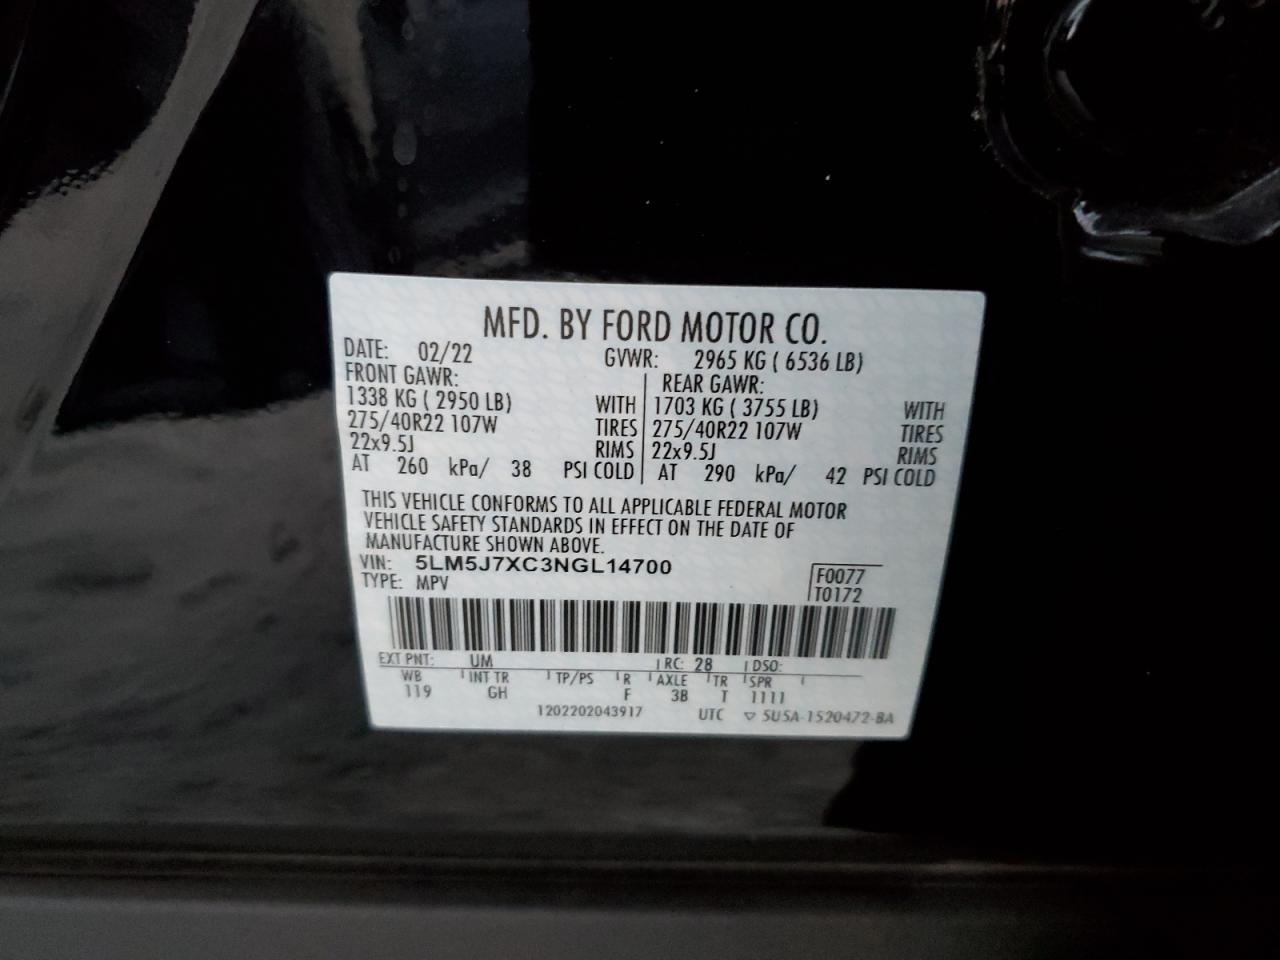 MFD. BY FORD MOTOR CO.
DATE: 02/22 GVWR: 2965 KG ( 6536 LB)
FRONT GAWR: REAR GAWR:
1338 KG ( 2950 LB) WITH 1703 KG ( 3755 LB) WITH
275/40R22 107W TIRES 275/40R22 107W TIRES
22x9.5J RIMS 22x9.5J RIMS
AT 260 kPa/ 38 PSI COLD AT 290 kPa/ 42 PSI COLD
THIS VEHICLE CONFORMS TO ALL APPLICABLE FEDERAL MOTOR
VEHICLE SAFETY STANDARDS IN EFFECT ON THE DATE OF
MANUFACTURE SHOWN ABOVE.
VIN: 5LM5J7XC3NGL14700 F0077
TYPE: MPV T0172
EXT PNT: UM RC: 28 DSO:
WB INT TR TP/PS R AXLE TR SPR
119 GH F 3B T 1111
1202202043917 UTC ▽ 5U5A-1520472-BA